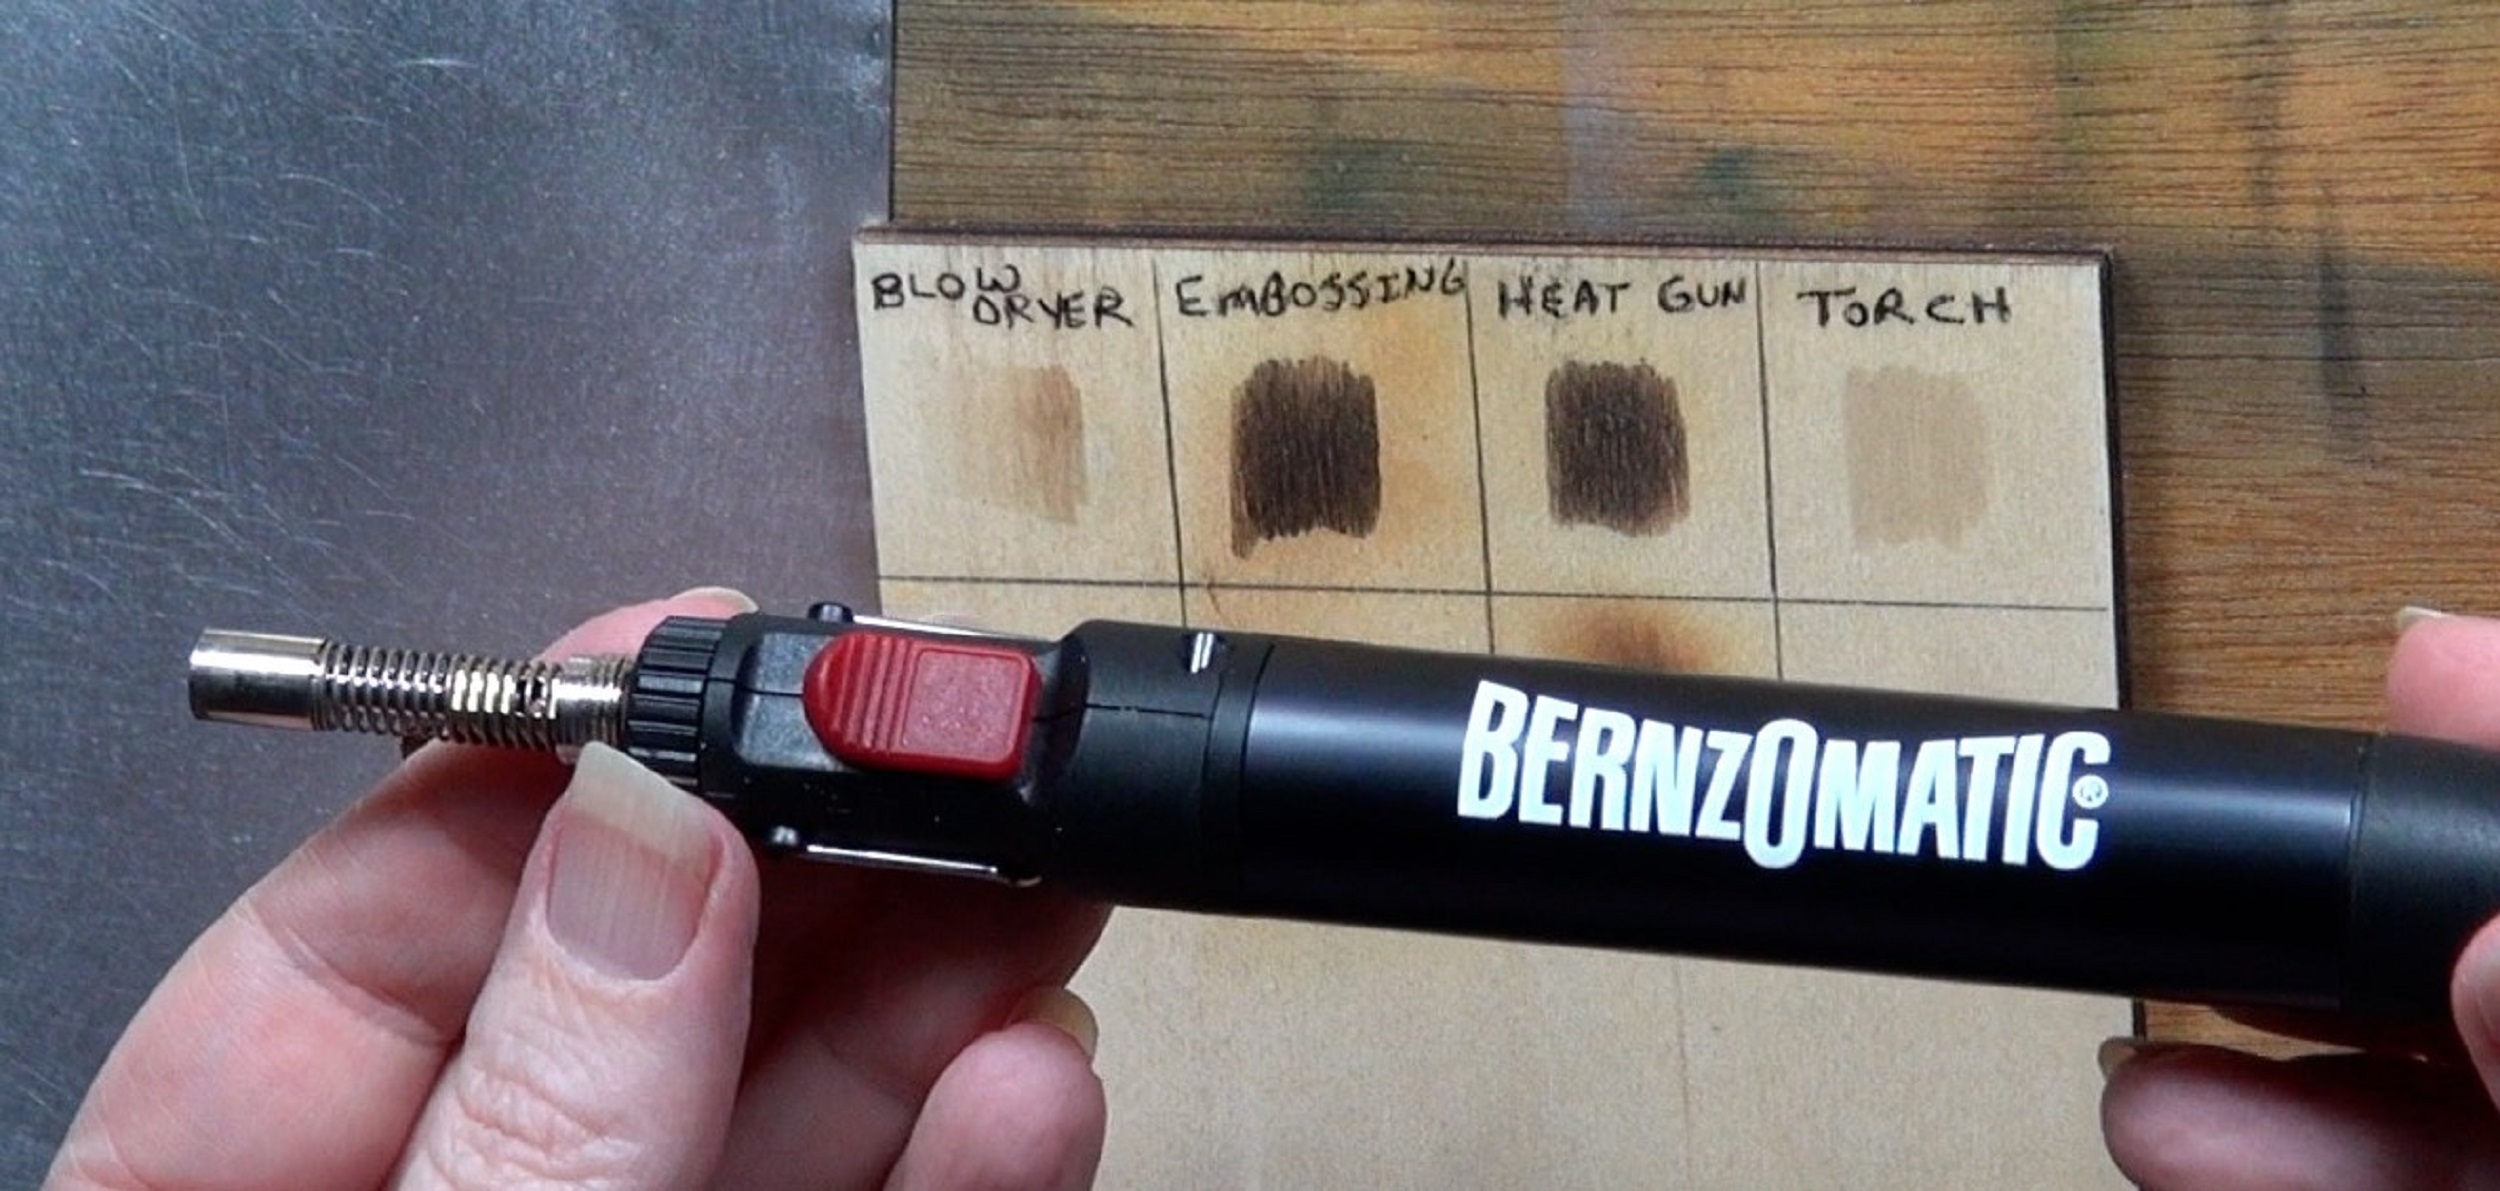 BLOW
DRYER
EmBOSSING
HEAT GUN
TORCH
BERNZOMATIC®